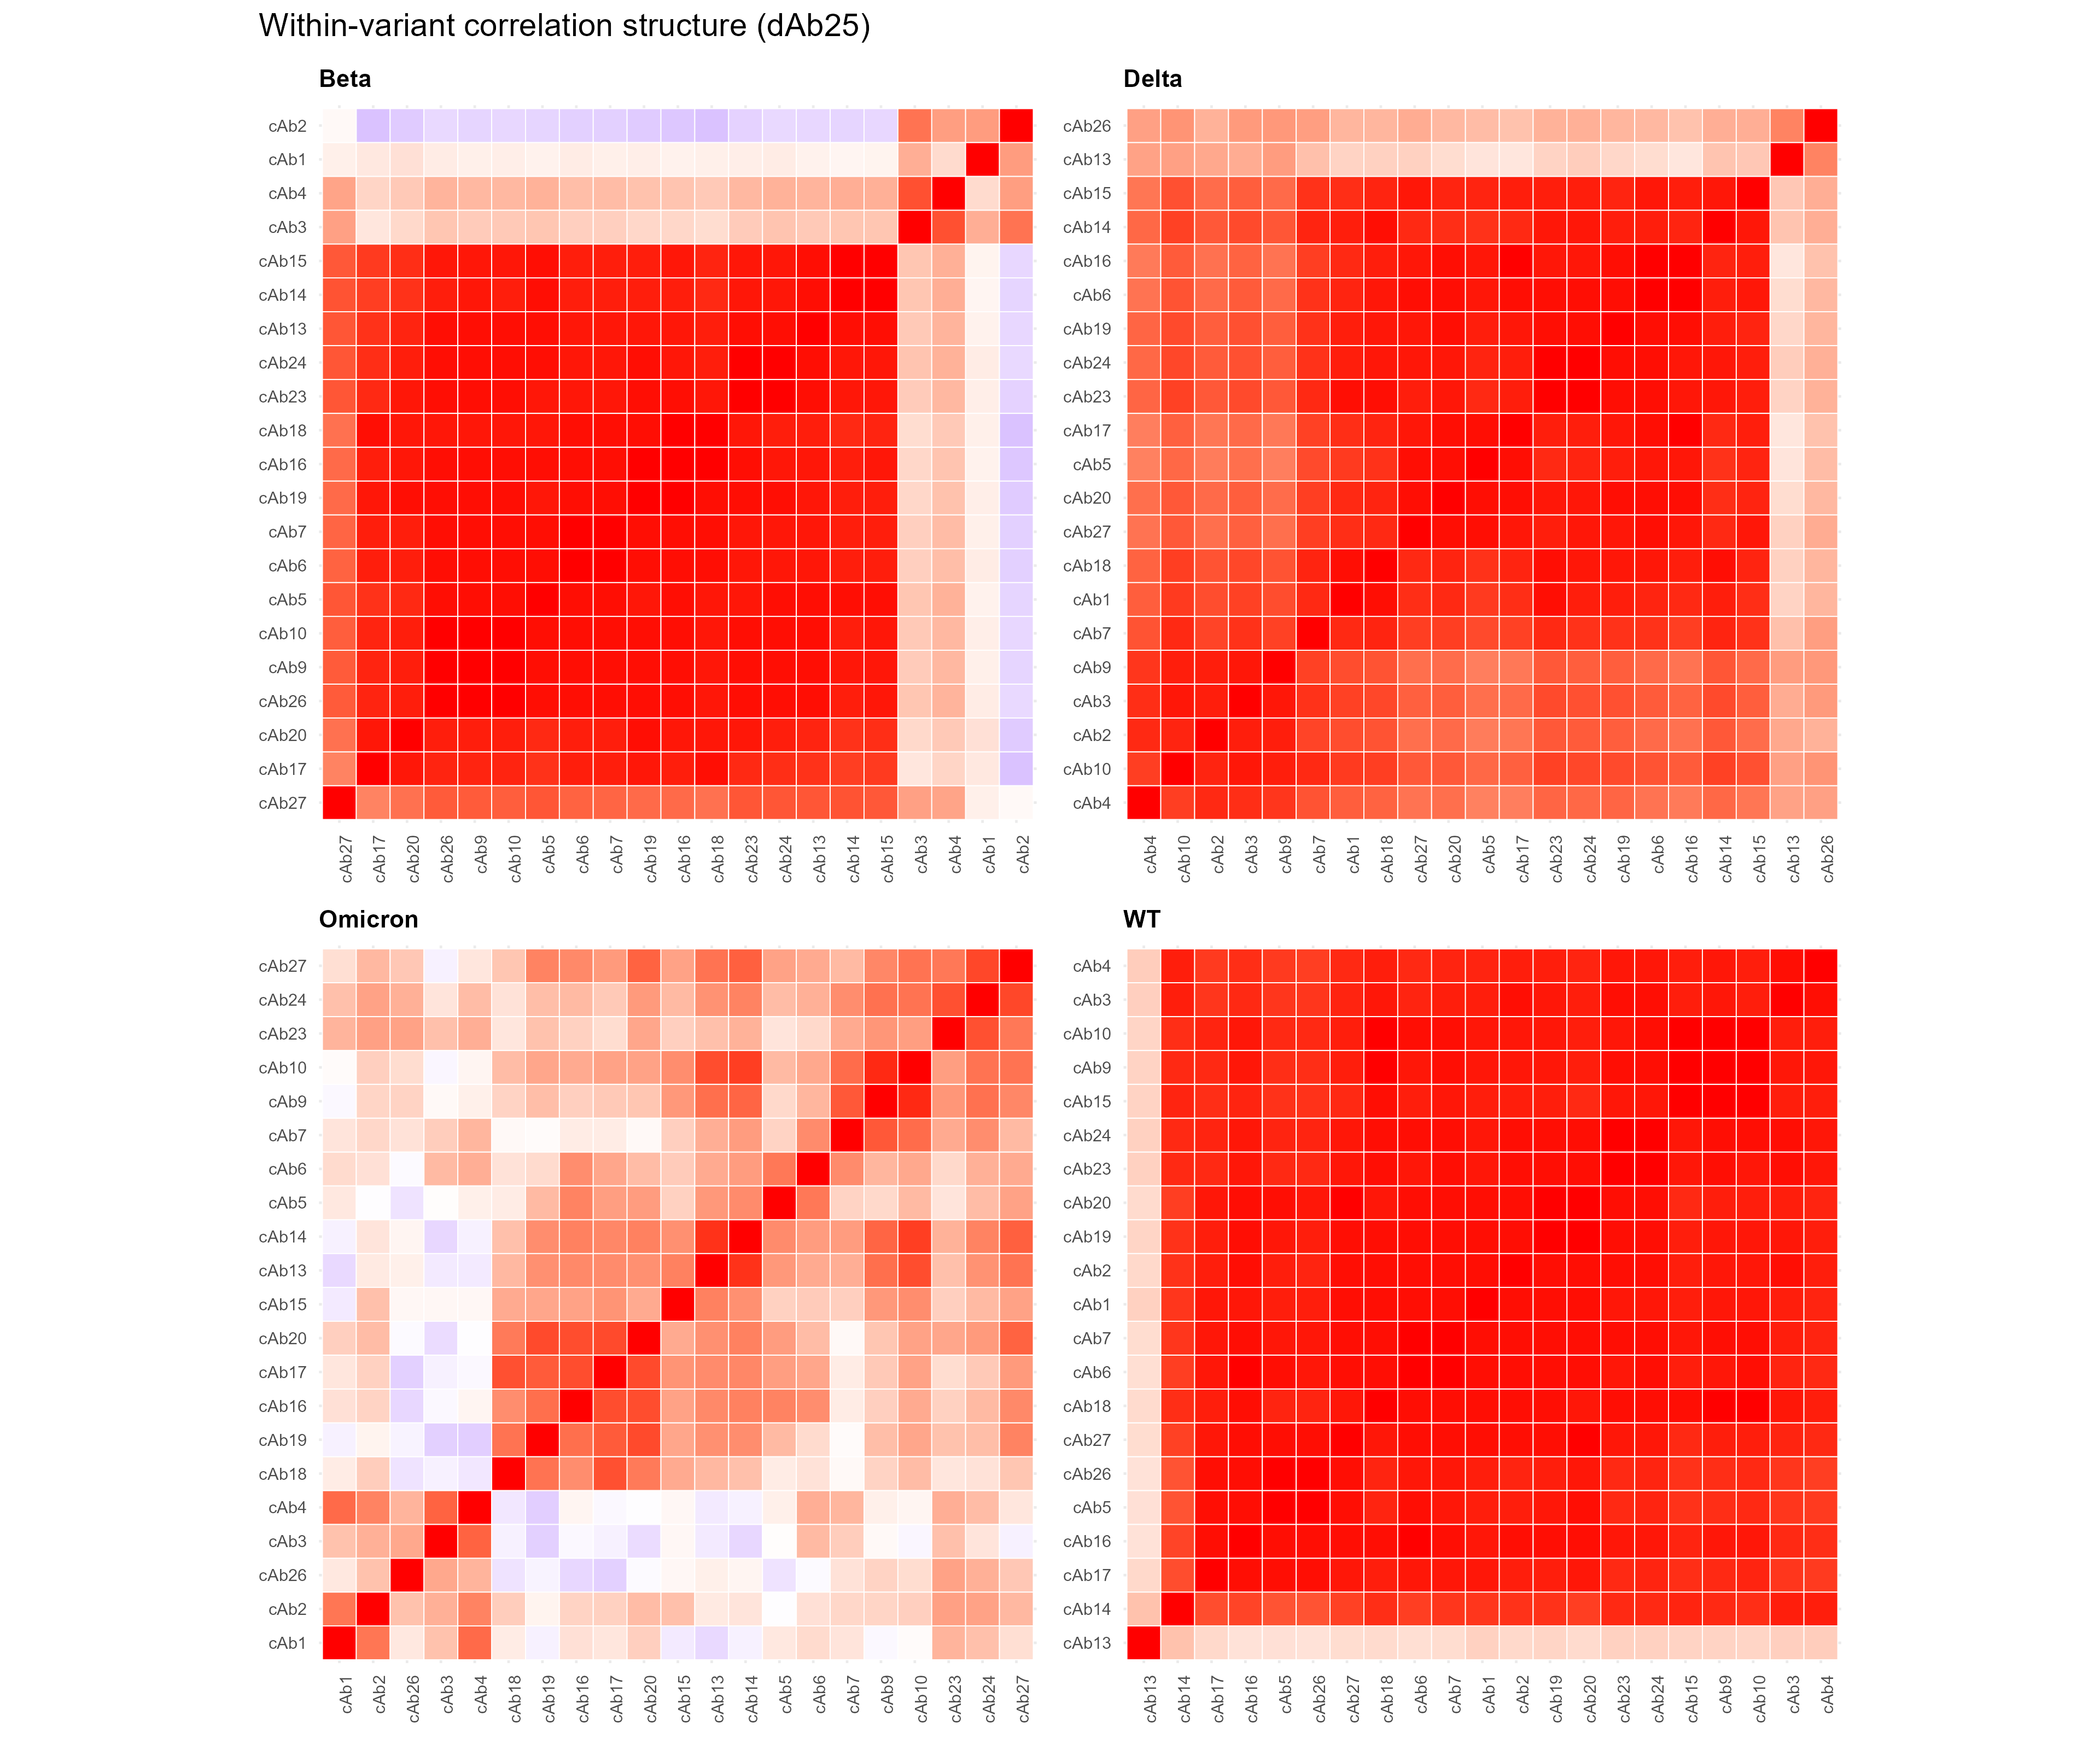 Within-variant correlation structure (dAb25)
Beta
cAb2
cAb1
cAb4
cAb3
cAb15
cAb14
cAb13
cAb24
cAb23
cAb18
cAb16
cAb19
cAb7
cAb6
cAb5
cAb10
cAb9
cAb26
cAb20
cAb17
cAb27
cAb27 cAb17 cAb20 cAb26 cAb9 cAb10 cAb5 cAb6 cAb7 cAb19 cAb16 cAb18 cAb23 cAb24 cAb13 cAb14 cAb15 cAb3 cAb4 cAb1 cAb2
Delta
cAb26
cAb13
cAb15
cAb14
cAb16
cAb6
cAb19
cAb24
cAb23
cAb17
cAb5
cAb20
cAb27
cAb18
cAb1
cAb7
cAb9
cAb3
cAb2
cAb10
cAb4
cAb4 cAb10 cAb2 cAb3 cAb9 cAb7 cAb1 cAb18 cAb27 cAb20 cAb5 cAb17 cAb23 cAb24 cAb19 cAb6 cAb16 cAb14 cAb15 cAb13 cAb26
Omicron
cAb27
cAb24
cAb23
cAb10
cAb9
cAb7
cAb6
cAb5
cAb14
cAb13
cAb15
cAb20
cAb17
cAb16
cAb19
cAb18
cAb4
cAb3
cAb26
cAb2
cAb1
cAb1 cAb2 cAb26 cAb3 cAb4 cAb18 cAb19 cAb16 cAb17 cAb20 cAb15 cAb13 cAb14 cAb5 cAb6 cAb7 cAb9 cAb10 cAb23 cAb24 cAb27
WT
cAb4
cAb3
cAb10
cAb9
cAb15
cAb24
cAb23
cAb20
cAb19
cAb2
cAb1
cAb7
cAb6
cAb18
cAb27
cAb26
cAb5
cAb16
cAb17
cAb14
cAb13
cAb13 cAb14 cAb17 cAb16 cAb5 cAb26 cAb27 cAb18 cAb6 cAb7 cAb1 cAb2 cAb19 cAb20 cAb23 cAb24 cAb15 cAb9 cAb10 cAb3 cAb4